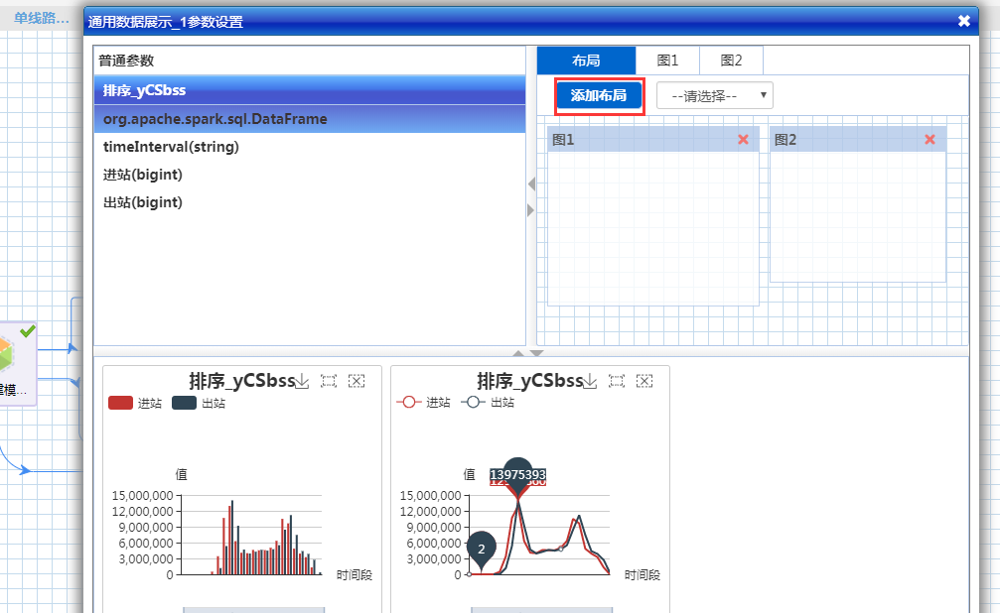 单线路...
通用数据展示_1参数设置
普通参数
排序_yCSbss
org.apache.spark.sql.DataFrame
timeInterval(string)
进站(bigint)
出站(bigint)
布局 图1 图2
添加布局 --请选择--
图1 图2
建模...
排序_yCSbss
进站 出站
值
15,000,000
12,000,000
9,000,000
6,000,000
3,000,000
0
时间段
排序_yCSbss
进站 出站
值
13975393
15,000,000
12,000,000
9,000,000
6,000,000
3,000,000
0
2
时间段